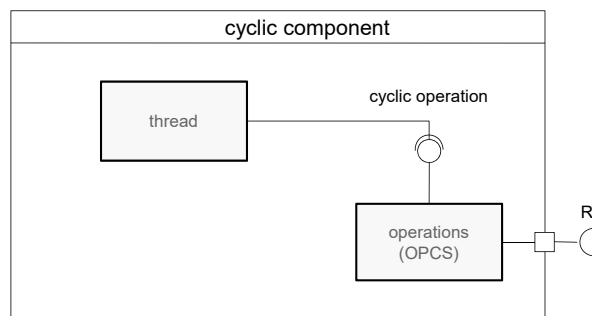 cyclic component
cyclic operation
thread
R
operations
(OPCS)